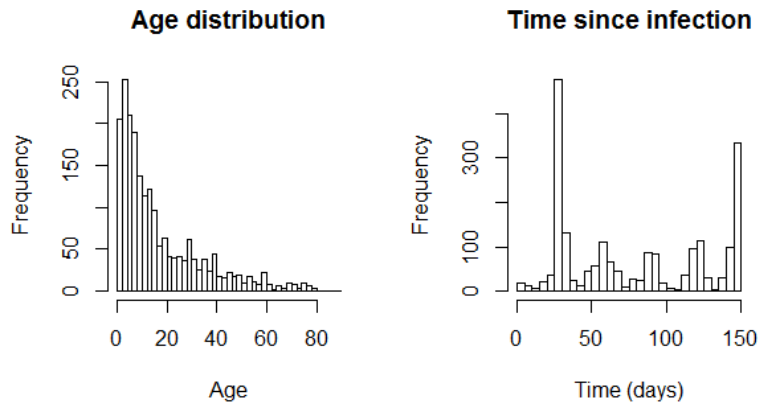 Age distribution
Frequency
0
50
150
250
0
20
40
60
80
Age
Time since infection
Frequency
0
100
300
0
50
100
150
Time (days)